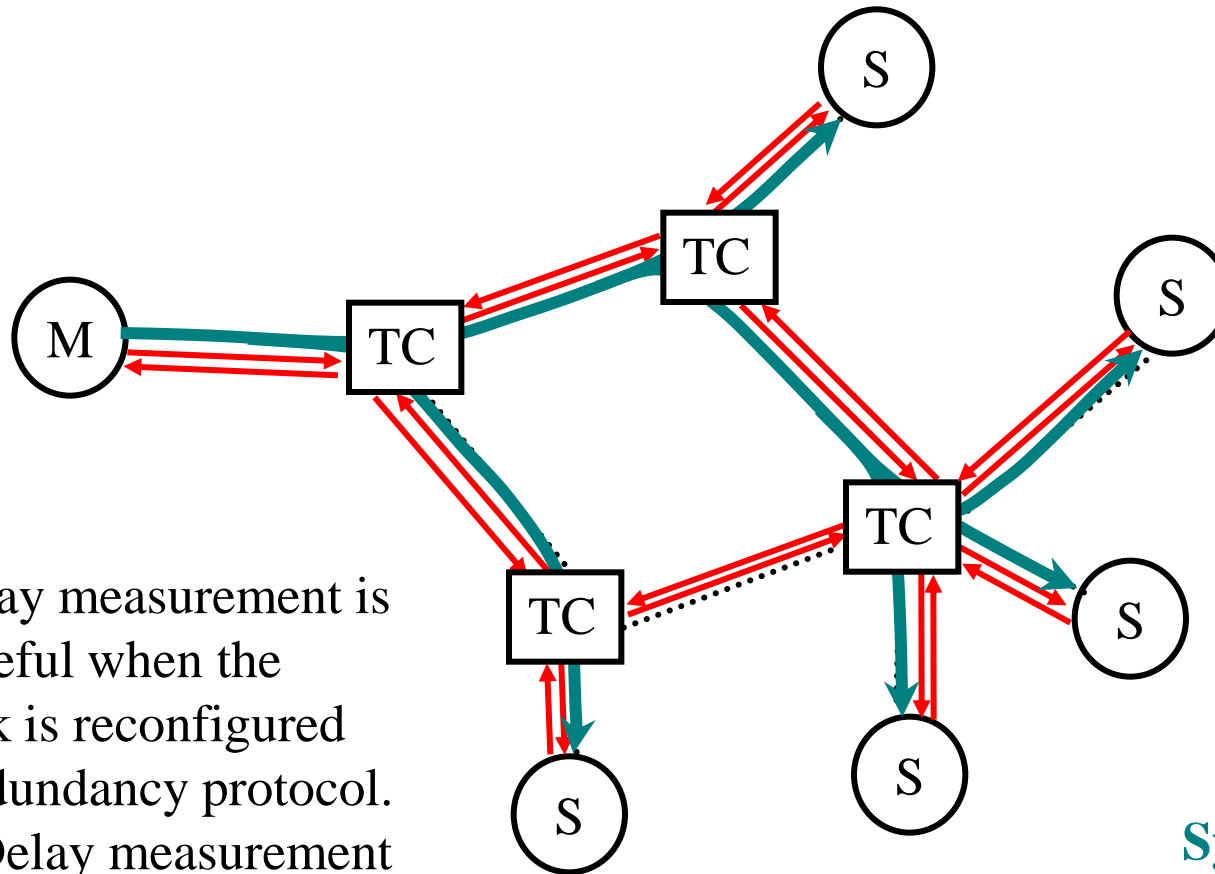 S
TC
S
M
TC
TC
TC
S
S
S
ay measurement is
eful when the
k is reconfigured
dundancy protocol.
Delay measurement